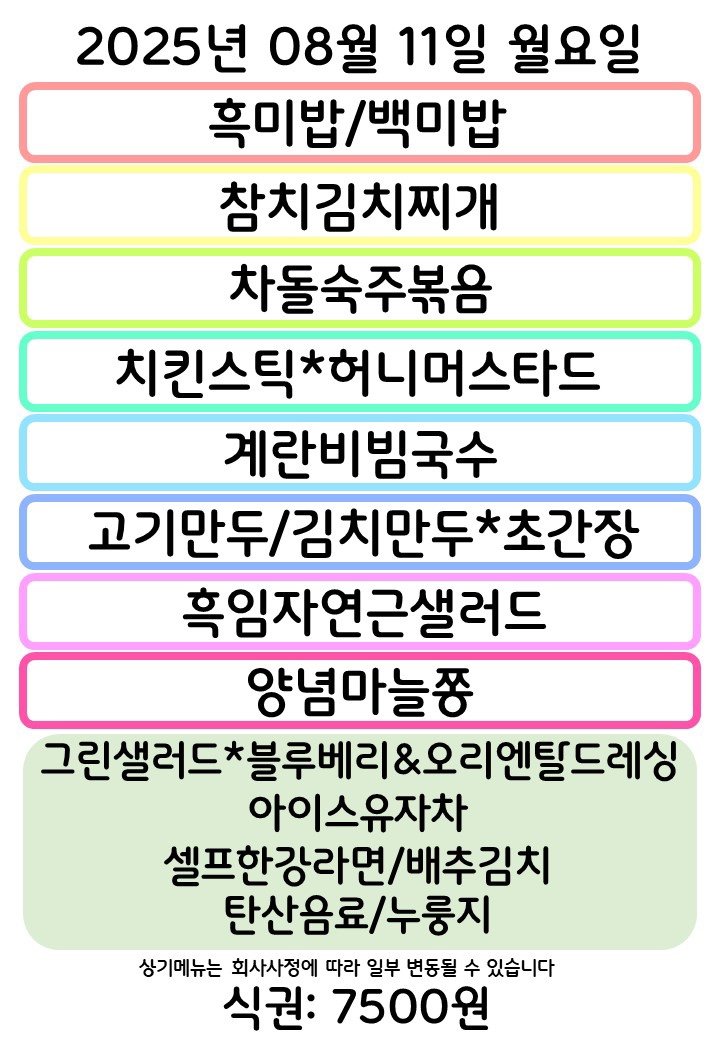 2025년 08월 11일 월요일
흑미밥/백미밥
참치김치찌개
차돌숙주볶음
치킨스틱*허니머스타드
계란비빔국수
고기만두/김치만두*초간장
흑임자연근샐러드
양념마늘쫑
그린샐러드*블루베리&오리엔탈드레싱
아이스유자차
셀프한강라면/배추김치
탄산음료/누룽지
상기메뉴는 회사사정에 따라 일부 변동될 수 있습니다
식권: 7500원